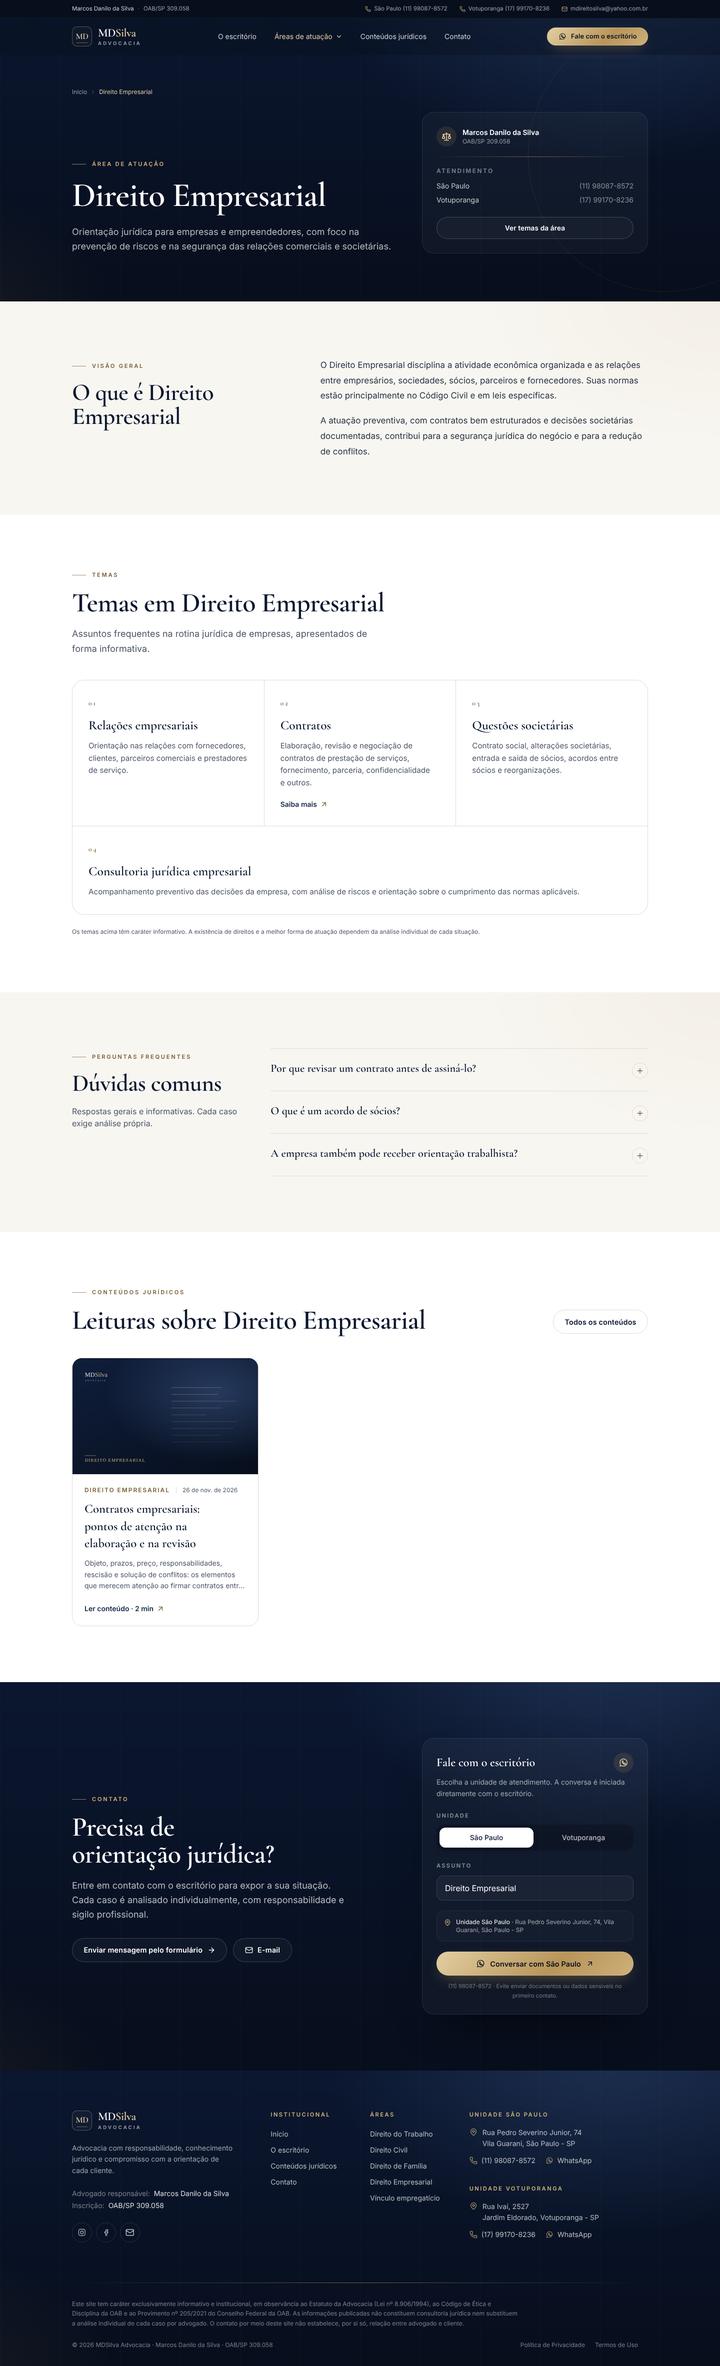 Marcos Danilo da Silva · OAB/SP 309.058
São Paulo (11) 98087-8572 Votuporanga (17) 99170-8236 mdireitosilva@yahoo.com.br
MD MDSilva
ADVOCACIA
O escritório Áreas de atuação Conteúdos jurídicos Contato Fale com o escritório
Início › Direito Empresarial
ÁREA DE ATUAÇÃO
Direito Empresarial
Orientação jurídica para empresas e empreendedores, com foco na
prevenção de riscos e na segurança das relações comerciais e societárias.
Marcos Danilo da Silva
OAB/SP 309.058
ATENDIMENTO
São Paulo (11) 98087-8572
Votuporanga (17) 99170-8236
Ver temas da área
VISÃO GERAL
O que é Direito
Empresarial
O Direito Empresarial disciplina a atividade econômica organizada e as relações
entre empresários, sociedades, sócios, parceiros e fornecedores. Suas normas
estão principalmente no Código Civil e em leis específicas.
A atuação preventiva, com contratos bem estruturados e decisões societárias
documentadas, contribui para a segurança jurídica do negócio e para a redução
de conflitos.
TEMAS
Temas em Direito Empresarial
Assuntos frequentes na rotina jurídica de empresas, apresentados de
forma informativa.
01
Relações empresariais
Orientação nas relações com fornecedores,
clientes, parceiros comerciais e prestadores
de serviço.
02
Contratos
Elaboração, revisão e negociação de
contratos de prestação de serviços,
fornecimento, parceria, confidencialidade
e outros.
Saiba mais
03
Questões societárias
Contrato social, alterações societárias,
entrada e saída de sócios, acordos entre
sócios e reorganizações.
04
Consultoria jurídica empresarial
Acompanhamento preventivo das decisões da empresa, com análise de riscos e orientação sobre o cumprimento das normas aplicáveis.
Os temas acima têm caráter informativo. A existência de direitos e a melhor forma de atuação dependem da análise individual de cada situação.
PERGUNTAS FREQUENTES
Dúvidas comuns
Respostas gerais e informativas. Cada caso
exige análise própria.
Por que revisar um contrato antes de assiná-lo?
O que é um acordo de sócios?
A empresa também pode receber orientação trabalhista?
CONTEÚDOS JURÍDICOS
Leituras sobre Direito Empresarial
Todos os conteúdos
MDSilva
ADVOCACIA
DIREITO EMPRESARIAL
DIREITO EMPRESARIAL 26 de nov. de 2026
Contratos empresariais:
pontos de atenção na
elaboração e na revisão
Objeto, prazos, preço, responsabilidades,
rescisão e solução de conflitos: os elementos
que merecem atenção ao firmar contratos entr...
Ler conteúdo · 2 min
CONTATO
Precisa de
orientação jurídica?
Entre em contato com o escritório para expor a sua situação.
Cada caso é analisado individualmente, com responsabilidade e
sigilo profissional.
Enviar mensagem pelo formulário E-mail
Fale com o escritório
Escolha a unidade de atendimento. A conversa é iniciada
diretamente com o escritório.
UNIDADE
São Paulo Votuporanga
ASSUNTO
Direito Empresarial
Unidade São Paulo · Rua Pedro Severino Junior, 74, Vila
Guarani, São Paulo - SP
Conversar com São Paulo
(11) 98087-8572 · Evite enviar documentos ou dados sensíveis no
primeiro contato.
MD MDSilva
ADVOCACIA
Advocacia com responsabilidade, conhecimento
jurídico e compromisso com a orientação de
cada cliente.
Advogado responsável: Marcos Danilo da Silva
Inscrição: OAB/SP 309.058
INSTITUCIONAL
Início
O escritório
Conteúdos jurídicos
Contato
ÁREAS
Direito do Trabalho
Direito Civil
Direito de Família
Direito Empresarial
Vínculo empregatício
UNIDADE SÃO PAULO
Rua Pedro Severino Junior, 74
Vila Guarani, São Paulo - SP
(11) 98087-8572 WhatsApp
UNIDADE VOTUPORANGA
Rua Ivaí, 2527
Jardim Eldorado, Votuporanga - SP
(17) 99170-8236 WhatsApp
Este site tem caráter exclusivamente informativo e institucional, em observância ao Estatuto da Advocacia (Lei nº 8.906/1994), ao Código de Ética e
Disciplina da OAB e ao Provimento nº 205/2021 do Conselho Federal da OAB. As informações publicadas não constituem consultoria jurídica nem substituem
a análise individual de cada caso por advogado. O contato por meio deste site não estabelece, por si só, relação entre advogado e cliente.
© 2026 MDSilva Advocacia · Marcos Danilo da Silva · OAB/SP 309.058
Política de Privacidade Termos de Uso